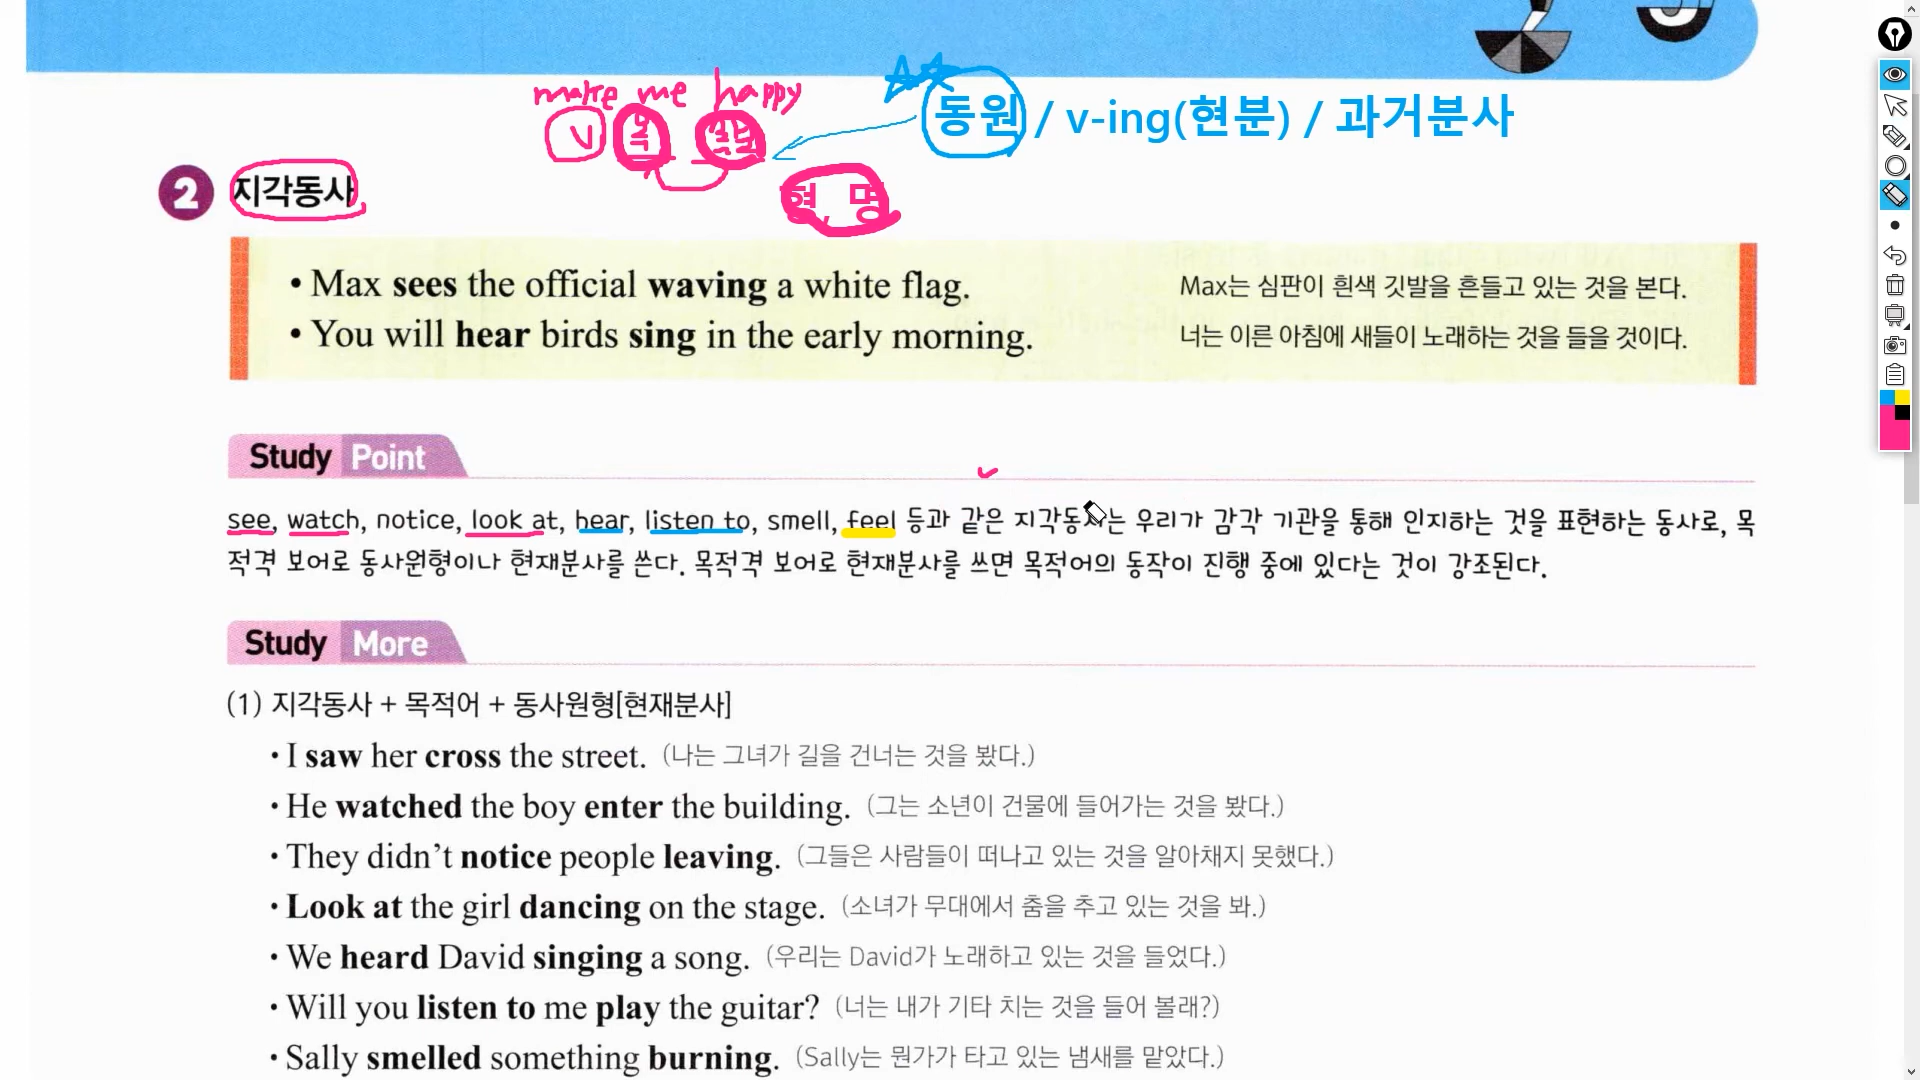 make me happy
동원 / v-ing(현분) / 과거분사
V 목
형, 명
2 지각동사
• Max sees the official waving a white flag. Max는 심판이 흰색 깃발을 흔들고 있는 것을 본다.
• You will hear birds sing in the early morning. 너는 이른 아침에 새들이 노래하는 것을 들을 것이다.
Study Point
see, watch, notice, look at, hear, listen to, smell, feel 등과 같은 지각동사는 우리가 감각 기관을 통해 인지하는 것을 표현하는 동사로, 목
적격 보어로 동사원형이나 현재분사를 쓴다. 목적격 보어로 현재분사를 쓰면 목적어의 동작이 진행 중에 있다는 것이 강조된다.
Study More
(1) 지각동사 + 목적어 + 동사원형[현재분사]
• I saw her cross the street. (나는 그녀가 길을 건너는 것을 봤다.)
• He watched the boy enter the building. (그는 소년이 건물에 들어가는 것을 봤다.)
• They didn’t notice people leaving. (그들은 사람들이 떠나고 있는 것을 알아채지 못했다.)
• Look at the girl dancing on the stage. (소녀가 무대에서 춤을 추고 있는 것을 봐.)
• We heard David singing a song. (우리는 David가 노래하고 있는 것을 들었다.)
• Will you listen to me play the guitar? (너는 내가 기타 치는 것을 들어 볼래?)
• Sally smelled something burning. (Sally는 뭔가가 타고 있는 냄새를 맡았다.)